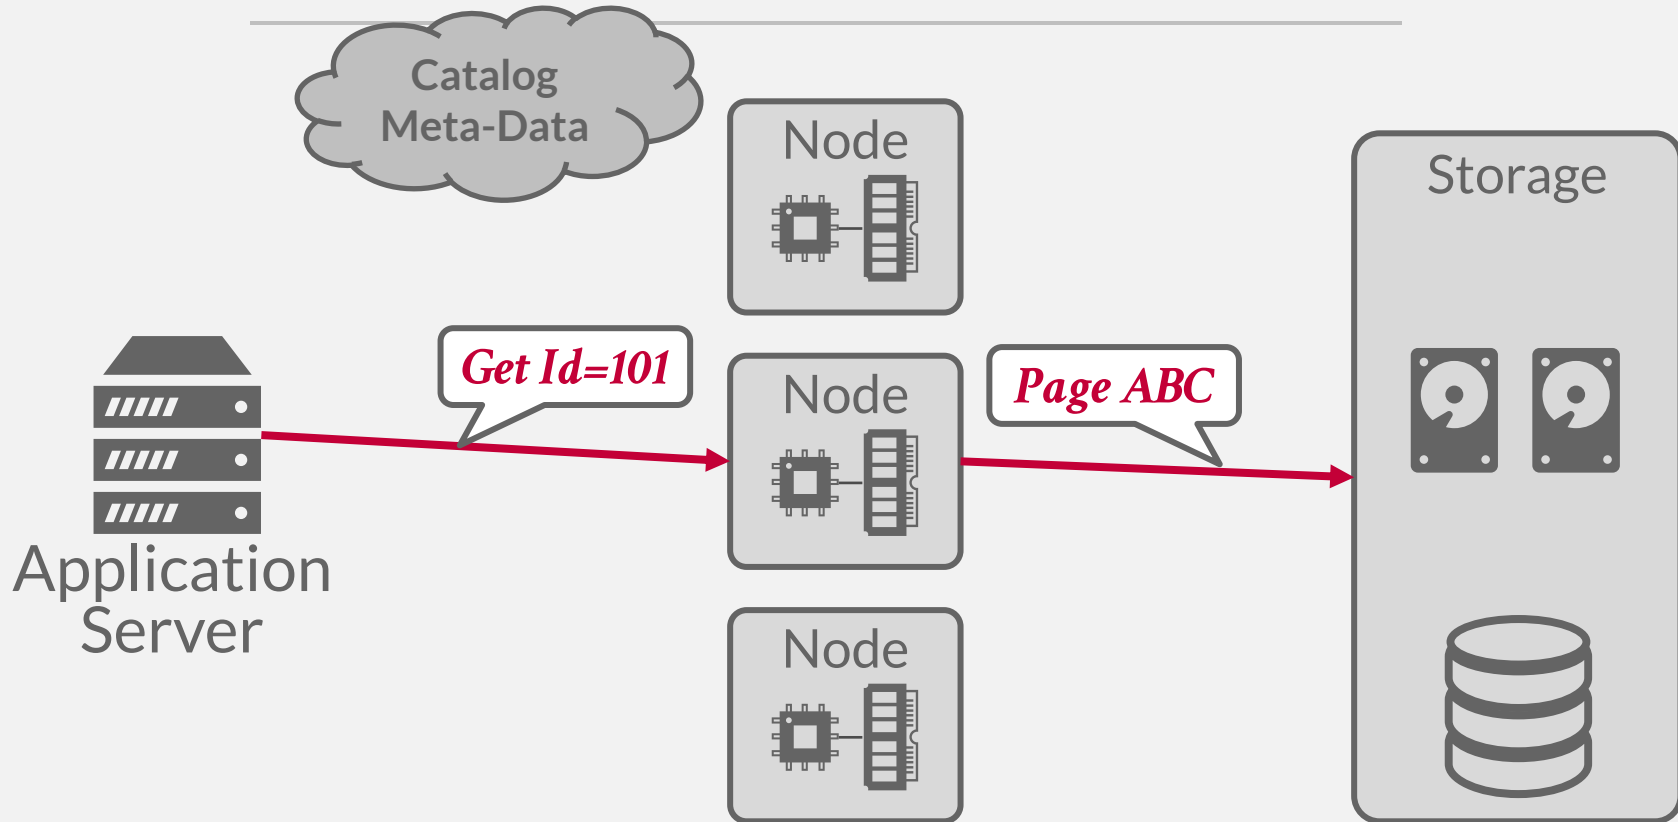 Catalog
Meta-Data
Node
Storage
Get Id=101
Node
Page ABC
Application
Server
Node